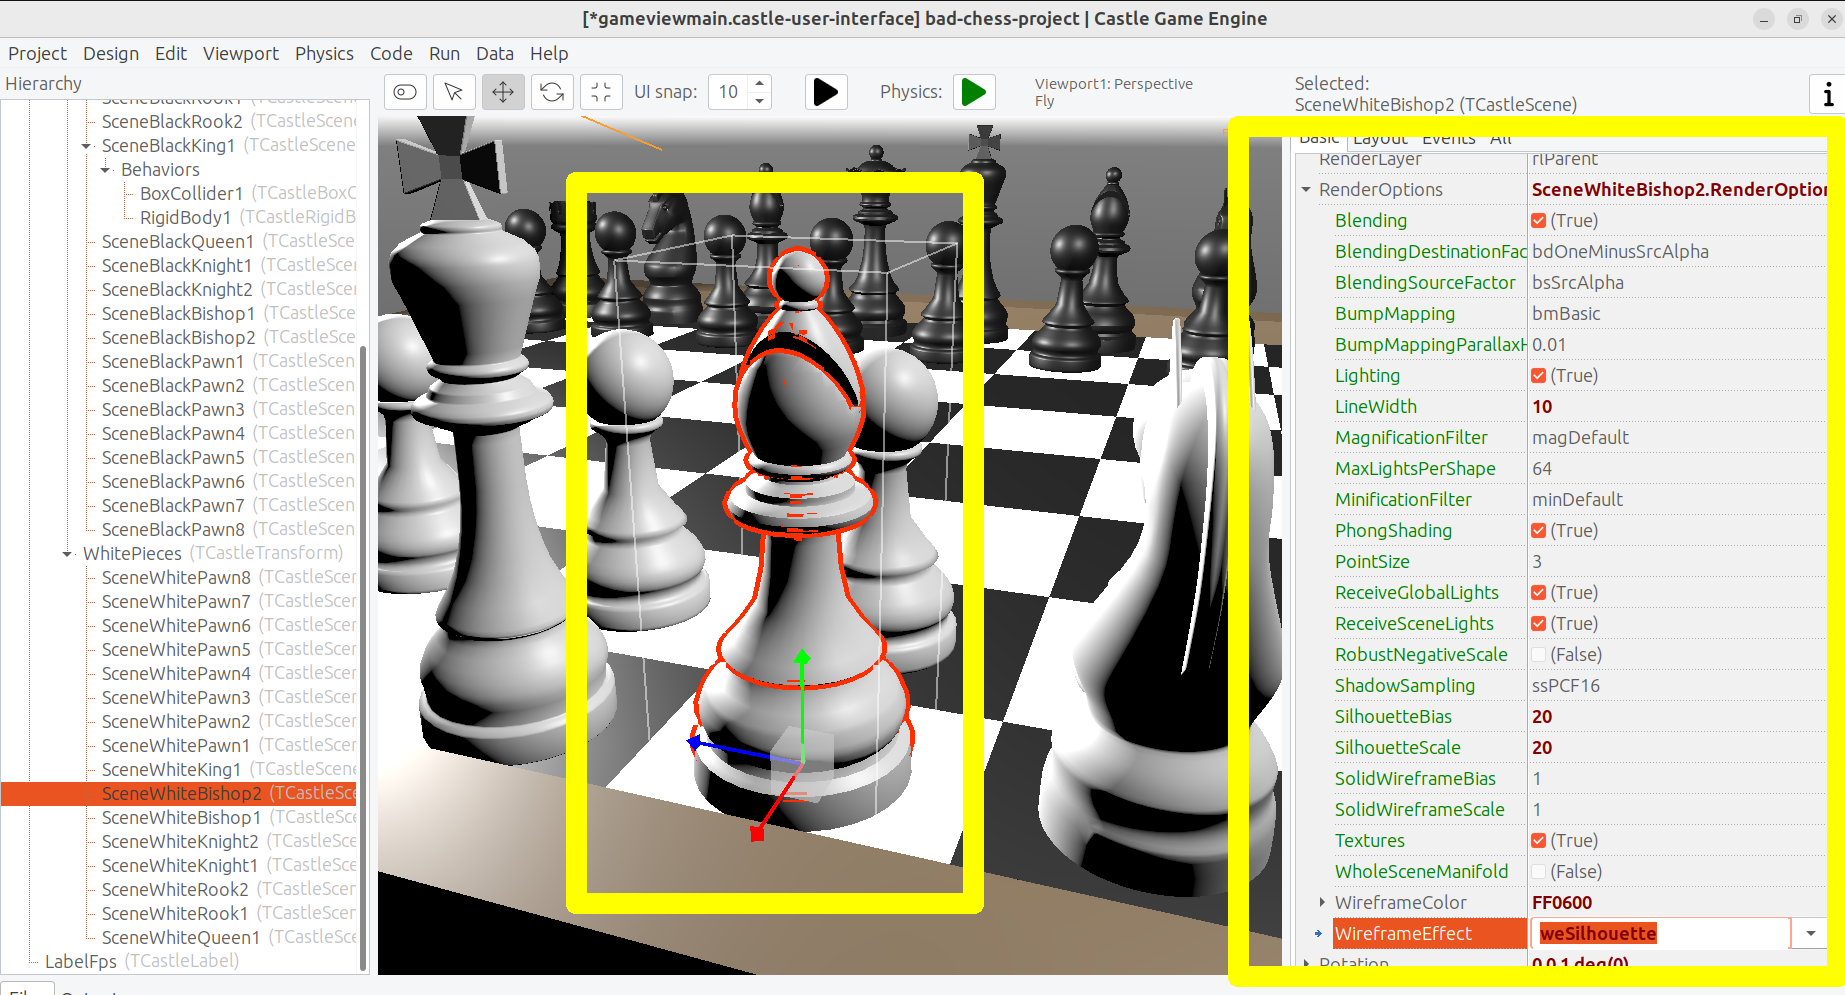 [*gameviewmain.castle-user-interface] bad-chess-project | Castle Game Engine
Project Design Edit Viewport Physics Code Run Data Help
Hierarchy
SceneBlackRook1 (TCastleScen
SceneBlackRook2 (TCastleScen
SceneBlackKing1 (TCastleScene
Behaviors
BoxCollider1 (TCastleBoxC
RigidBody1 (TCastleRigidB
SceneBlackQueen1 (TCastleSce
SceneBlackKnight1 (TCastleSce
SceneBlackKnight2 (TCastleSce
SceneBlackBishop1 (TCastleSce
SceneBlackBishop2 (TCastleSce
SceneBlackPawn1 (TCastleScen
SceneBlackPawn2 (TCastleScen
SceneBlackPawn3 (TCastleScen
SceneBlackPawn4 (TCastleScen
SceneBlackPawn5 (TCastleScen
SceneBlackPawn6 (TCastleScen
SceneBlackPawn7 (TCastleScen
SceneBlackPawn8 (TCastleScen
WhitePieces (TCastleTransform)
SceneWhitePawn8 (TCastleScer
SceneWhitePawn7 (TCastleScer
SceneWhitePawn6 (TCastleScer
SceneWhitePawn5 (TCastleScer
SceneWhitePawn4 (TCastleScer
SceneWhitePawn3 (TCastleScer
SceneWhitePawn2 (TCastleScer
SceneWhitePawn1 (TCastleScer
SceneWhiteKing1 (TCastleScene
SceneWhiteBishop2 (TCastleSce
SceneWhiteBishop1 (TCastleSce
SceneWhiteKnight2 (TCastleSce
SceneWhiteKnight1 (TCastleSce
SceneWhiteRook2 (TCastleScer
SceneWhiteRook1 (TCastleScen
SceneWhiteQueen1 (TCastleSce
LabelFps (TCastleLabel)
UI snap: 10
Physics:
Viewport1: Perspective
Fly
Selected:
SceneWhiteBishop2 (TCastleScene)
i
Basic Layout Events All
RenderLayer rlParent
RenderOptions SceneWhiteBishop2.RenderOption
Blending (True)
BlendingDestinationFac bdOneMinusSrcAlpha
BlendingSourceFactor bsSrcAlpha
BumpMapping bmBasic
BumpMappingParallaxH 0.01
Lighting (True)
LineWidth 10
MagnificationFilter magDefault
MaxLightsPerShape 64
MinificationFilter minDefault
PhongShading (True)
PointSize 3
ReceiveGlobalLights (True)
ReceiveSceneLights (True)
RobustNegativeScale (False)
ShadowSampling ssPCF16
SilhouetteBias 20
SilhouetteScale 20
SolidWireframeBias 1
SolidWireframeScale 1
Textures (True)
WholeSceneManifold (False)
WireframeColor FF0600
WireframeEffect weSilhouette
Rotation 0 0 1 deg(0)